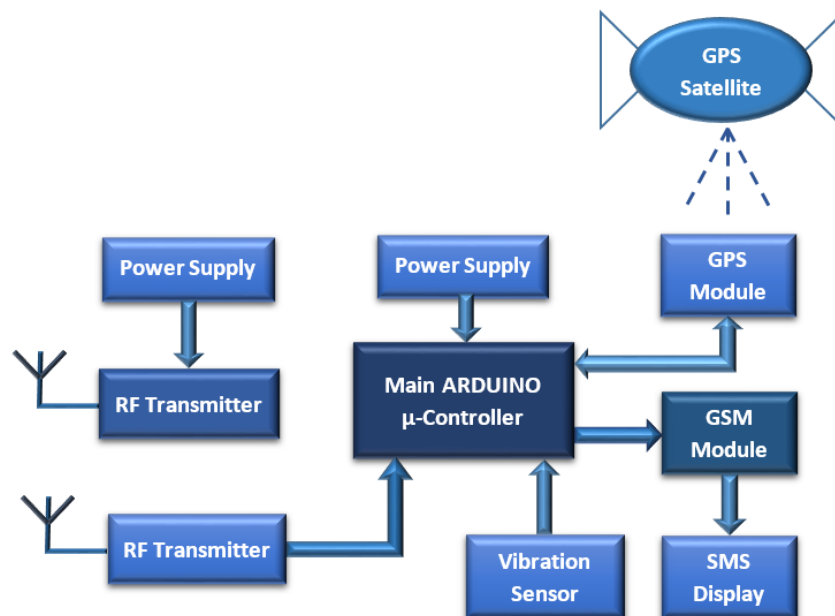 GPS
Satellite
Power Supply
Power Supply
GPS
Module
RF Transmitter
Main ARDUINO
µ-Controller
GSM
Module
RF Transmitter
Vibration
Sensor
SMS
Display